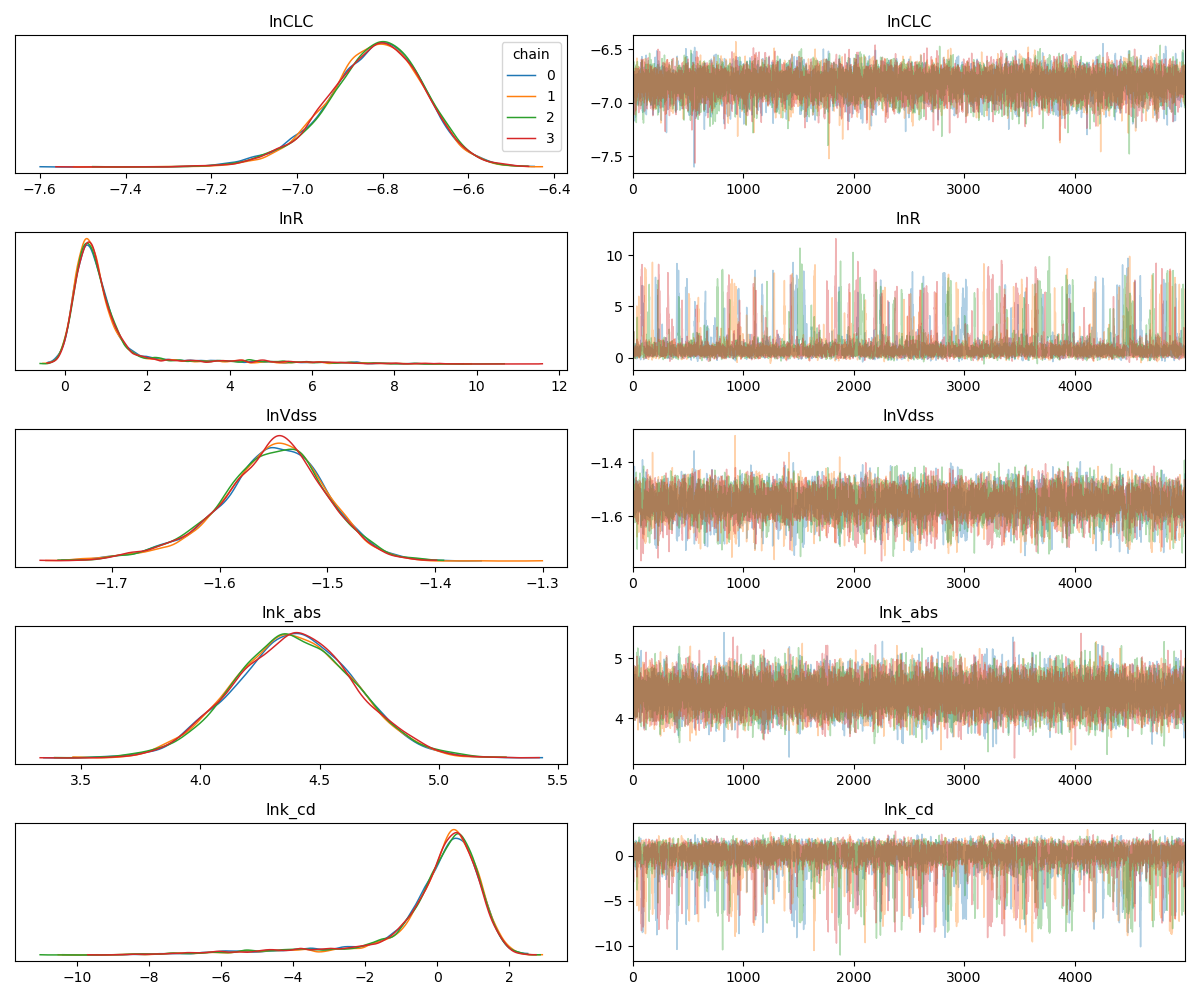 lnCLC
lnCLC
chain
0
1
2
3
−7.6 −7.4 −7.2 −7.0 −6.8 −6.6 −6.4
−6.5
−7.0
−7.5
0 1000 2000 3000 4000
lnR
lnR
0 2 4 6 8 10 12
10
5
0
0 1000 2000 3000 4000
lnVdss
lnVdss
−1.7 −1.6 −1.5 −1.4 −1.3
−1.4
−1.6
0 1000 2000 3000 4000
lnk_abs
lnk_abs
3.5 4.0 4.5 5.0 5.5
5
4
0 1000 2000 3000 4000
lnk_cd
lnk_cd
−10 −8 −6 −4 −2 0 2
0
−5
−10
0 1000 2000 3000 4000